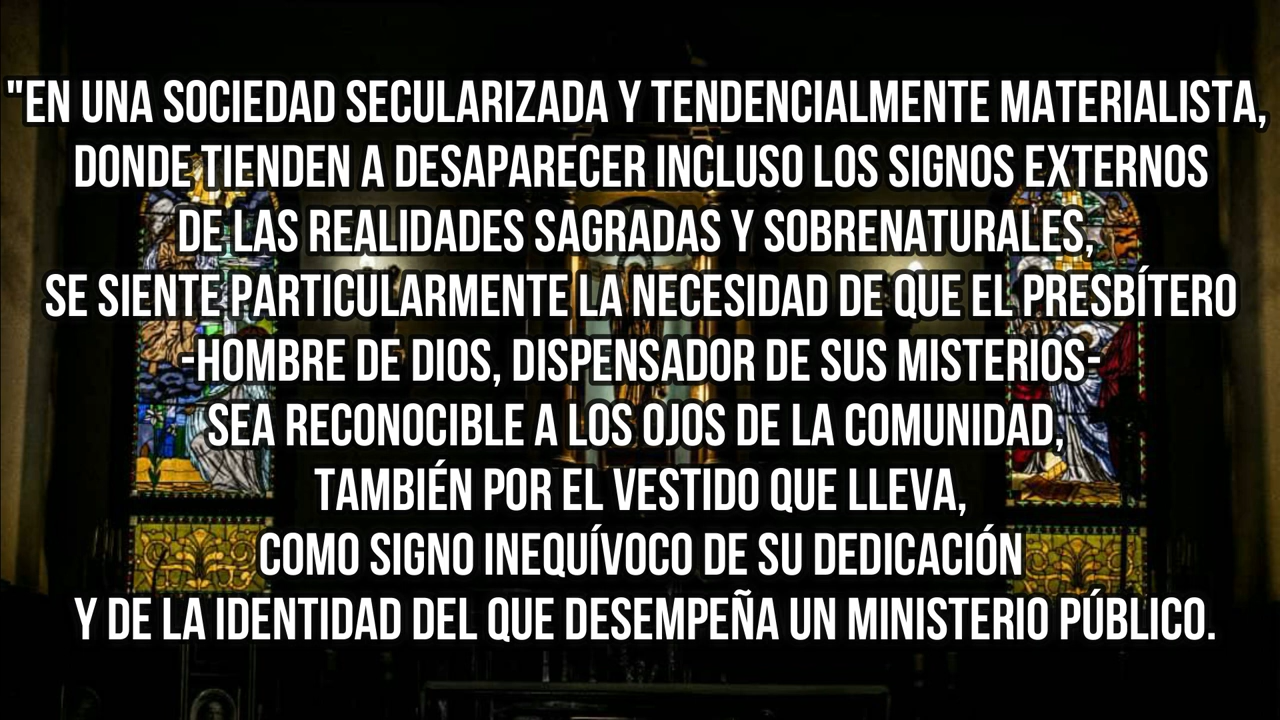 "EN UNA SOCIEDAD SECULARIZADA Y TENDENCIALMENTE MATERIALISTA,
DONDE TIENDEN A DESAPARECER INCLUSO LOS SIGNOS EXTERNOS
DE LAS REALIDADES SAGRADAS Y SOBRENATURALES,
SE SIENTE PARTICULARMENTE LA NECESIDAD DE QUE EL PRESBÍTERO
-HOMBRE DE DIOS, DISPENSADOR DE SUS MISTERIOS-
SEA RECONOCIBLE A LOS OJOS DE LA COMUNIDAD,
TAMBIÉN POR EL VESTIDO QUE LLEVA,
COMO SIGNO INEQUÍVOCO DE SU DEDICACIÓN
Y DE LA IDENTIDAD DEL QUE DESEMPEÑA UN MINISTERIO PÚBLICO.